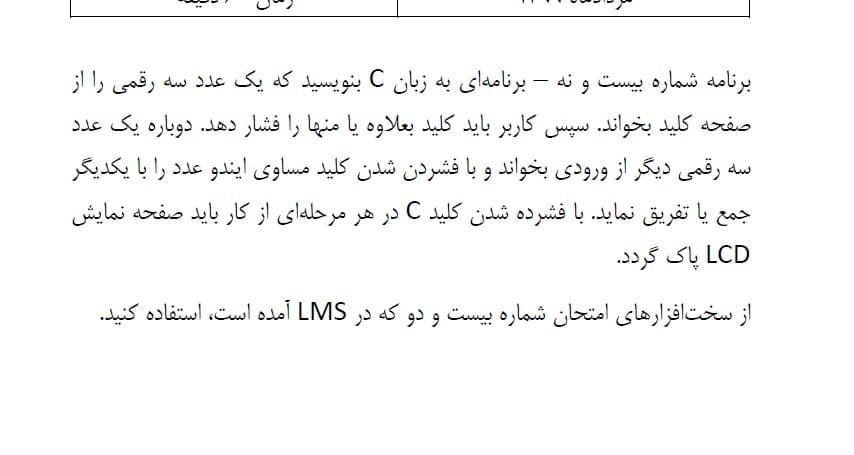 برنامه شماره بیست و نه – برنامه‌ای به زبان C بنویسید که یک عدد سه رقمی را از
صفحه کلید بخواند. سپس کاربر باید کلید بعلاوه یا منها را فشار دهد. دوباره یک عدد
سه رقمی دیگر از ورودی بخواند و با فشردن شدن کلید مساوی ایندو عدد را با یکدیگر
جمع یا تفریق نماید. با فشرده شدن کلید C در هر مرحله‌ای از کار باید صفحه نمایش
LCD پاک گردد.
از سخت‌افزارهای امتحان شماره بیست و دو که در LMS آمده است، استفاده کنید.